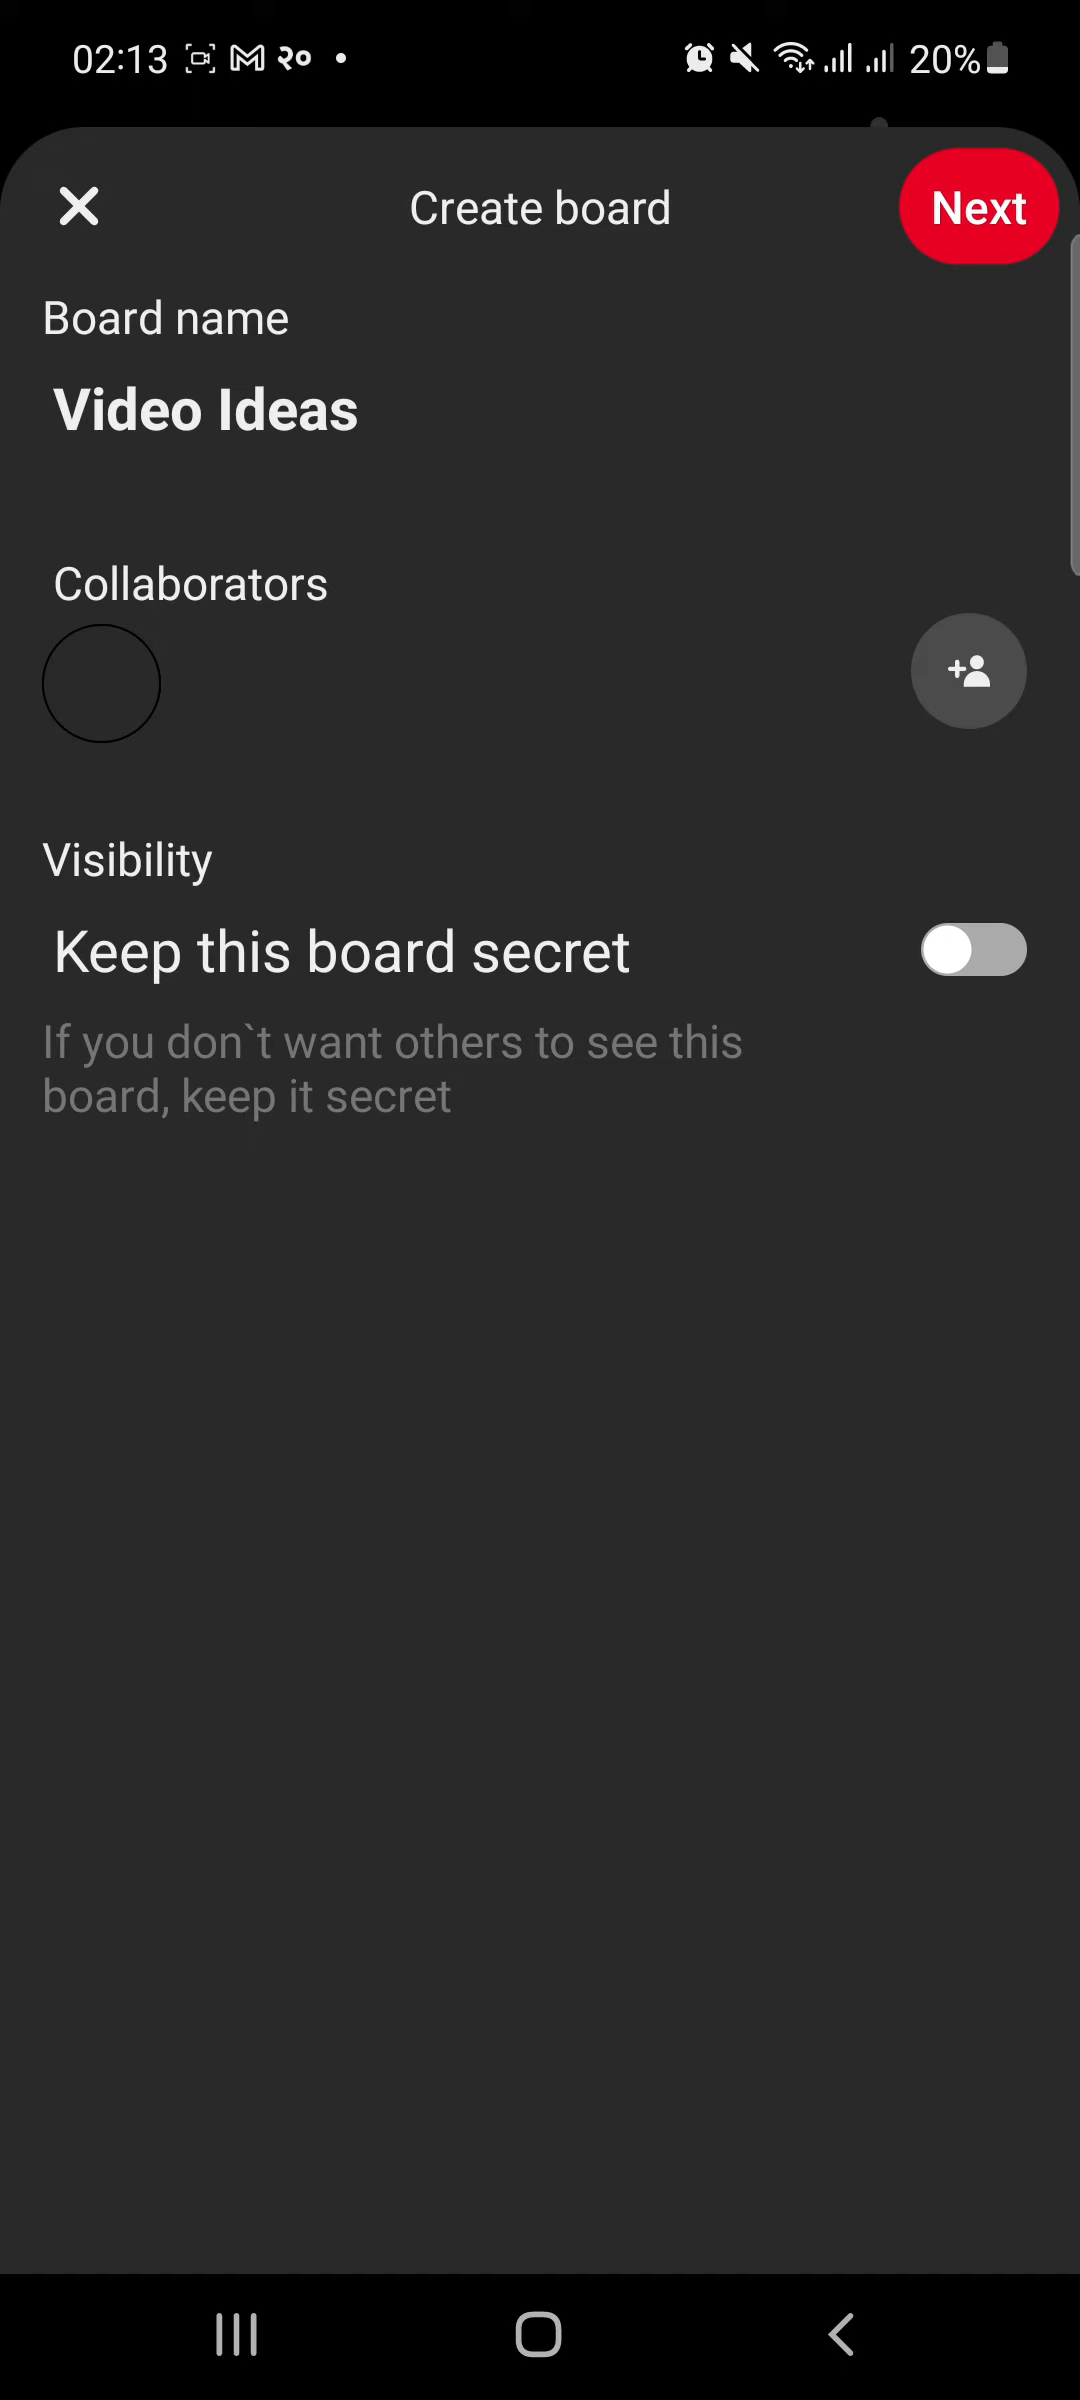 02:13 २० 20%
Create board
Next
Board name
Video Ideas
Collaborators
Visibility
Keep this board secret
If you don`t want others to see this
board, keep it secret